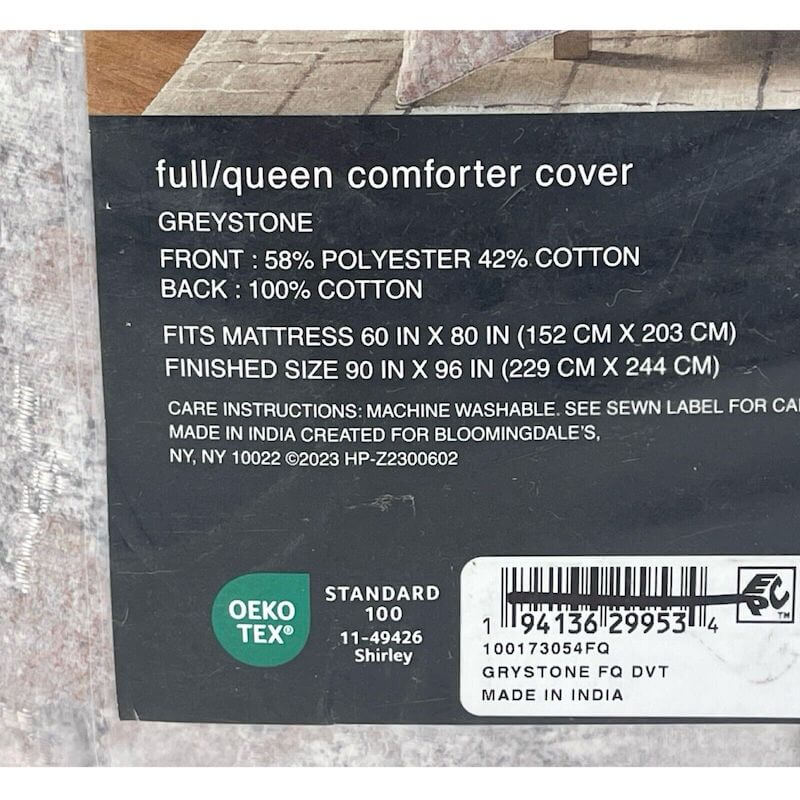 full/queen comforter cover
GREYSTONE
FRONT : 58% POLYESTER 42% COTTON
BACK : 100% COTTON
FITS MATTRESS 60 IN X 80 IN (152 CM X 203 CM)
FINISHED SIZE 90 IN X 96 IN (229 CM X 244 CM)
CARE INSTRUCTIONS: MACHINE WASHABLE. SEE SEWN LABEL FOR CA
MADE IN INDIA CREATED FOR BLOOMINGDALE'S,
NY, NY 10022 ©2023 HP-Z2300602
OEKO
TEX®
STANDARD
100
11-49426
Shirley
1 94136 29953 4
EPC™
100173054FQ
GRYSTONE FQ DVT
MADE IN INDIA